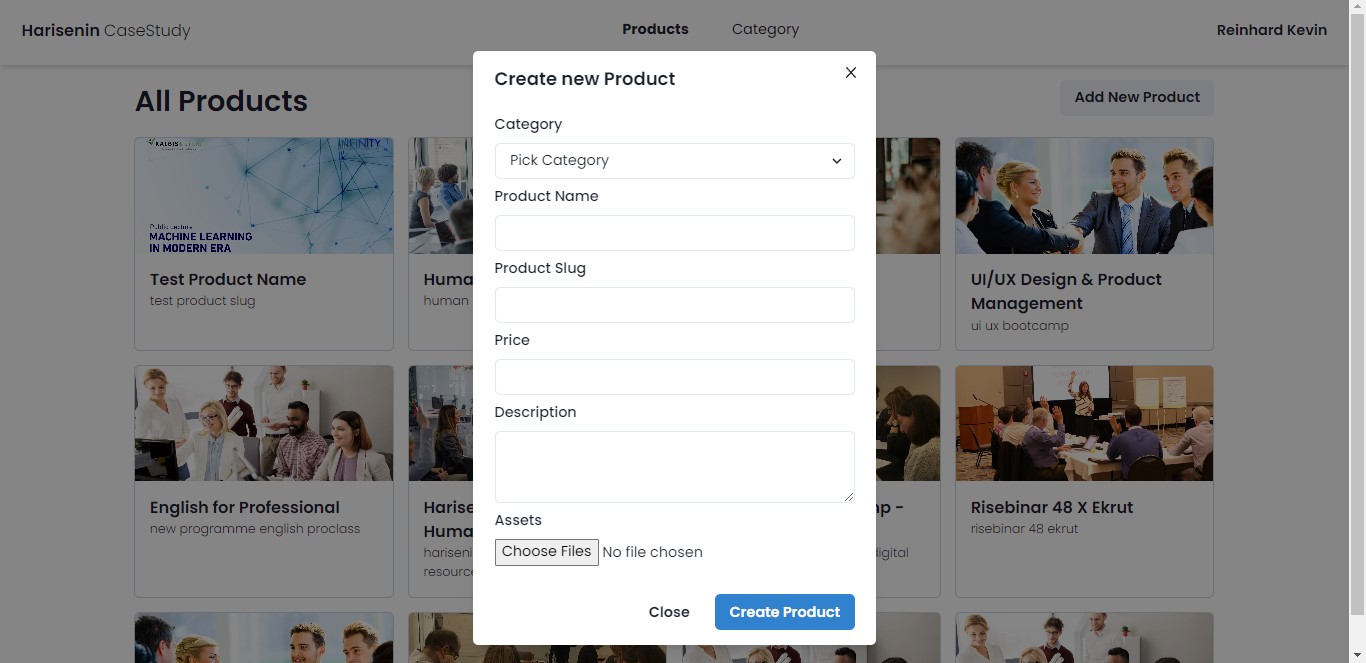 Harisenin CaseStudy
Products
Category
Reinhard Kevin
All Products
Add New Product
Create new Product
Category
Pick Category
Product Name
Product Slug
Price
Description
Assets
Choose Files No file chosen
Close
Create Product
Public Lecture
MACHINE LEARNING
IN MODERN ERA
Test Product Name
test product slug
Huma
human
UI/UX Design & Product
Management
ui ux bootcamp
English for Professional
new programme english proclass
Harise
Huma
hariseni
resource
mp -
digital
Risebinar 48 X Ekrut
risebinar 48 ekrut